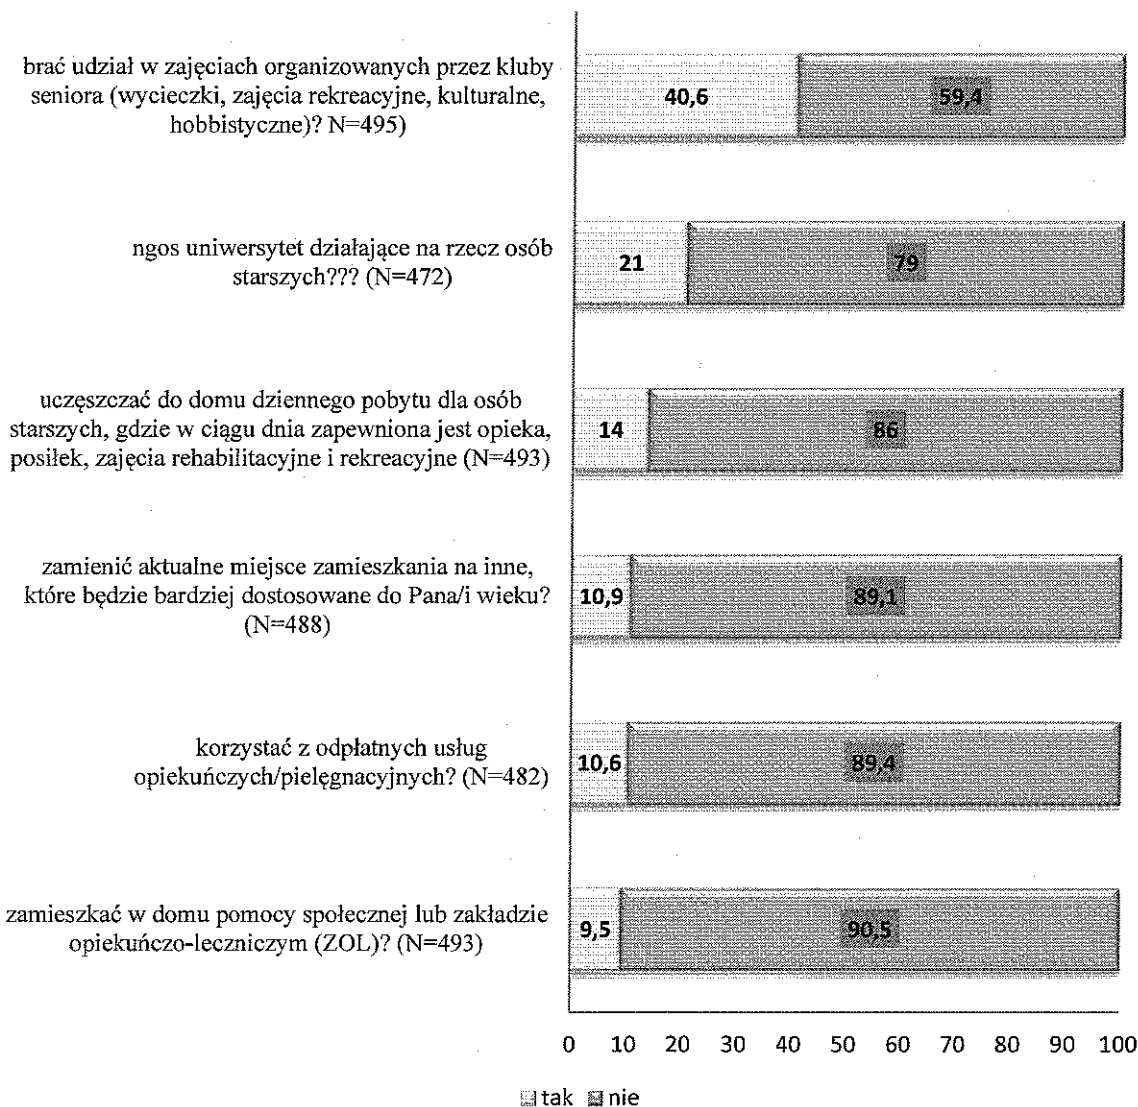 brać udział w zajęciach organizowanych przez kluby
seniora (wycieczki, zajęcia rekreacyjne, kulturalne,
hobbistyczne)? N=495)
40,6
59,4
ngos uniwersytet działające na rzecz osób
starszych??? (N=472)
21
79
uczęszczać do domu dziennego pobytu dla osób
starszych, gdzie w ciągu dnia zapewniona jest opieka,
posiłek, zajęcia rehabilitacyjne i rekreacyjne (N=493)
14
86
zamienić aktualne miejsce zamieszkania na inne,
które będzie bardziej dostosowane do Pana/i wieku?
(N=488)
10,9
89,1
korzystać z odpłatnych usług
opiekuńczych/pielęgnacyjnych? (N=482)
10,6
89,4
zamieszkać w domu pomocy społecznej lub zakładzie
opiekuńczo-leczniczym (ZOL)? (N=493)
9,5
90,5
0 10 20 30 40 50 60 70 80 90 100
tak nie